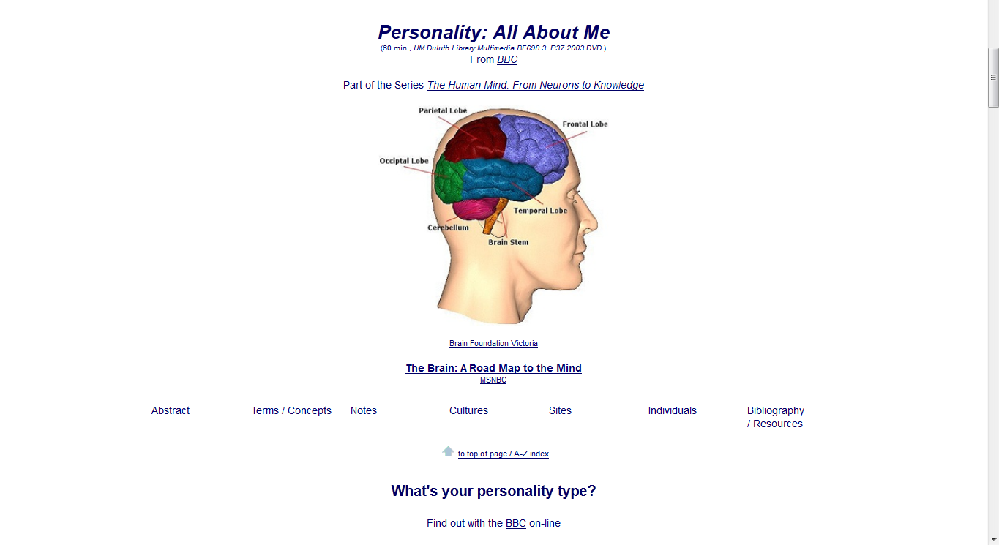 Personality: All About Me
(60 min., UM Duluth Library Multimedia BF698.3 .P37 2003 DVD )
From BBC
Part of the Series The Human Mind: From Neurons to Knowledge
Parietal Lobe
Frontal Lobe
Occiptal Lobe
Temporal Lobe
Cerebellum
Brain Stem
Brain Foundation Victoria
The Brain: A Road Map to the Mind
MSNBC
Abstract Terms / Concepts Notes Cultures Sites Individuals Bibliography
/ Resources
to top of page / A-Z index
What's your personality type?
Find out with the BBC on-line